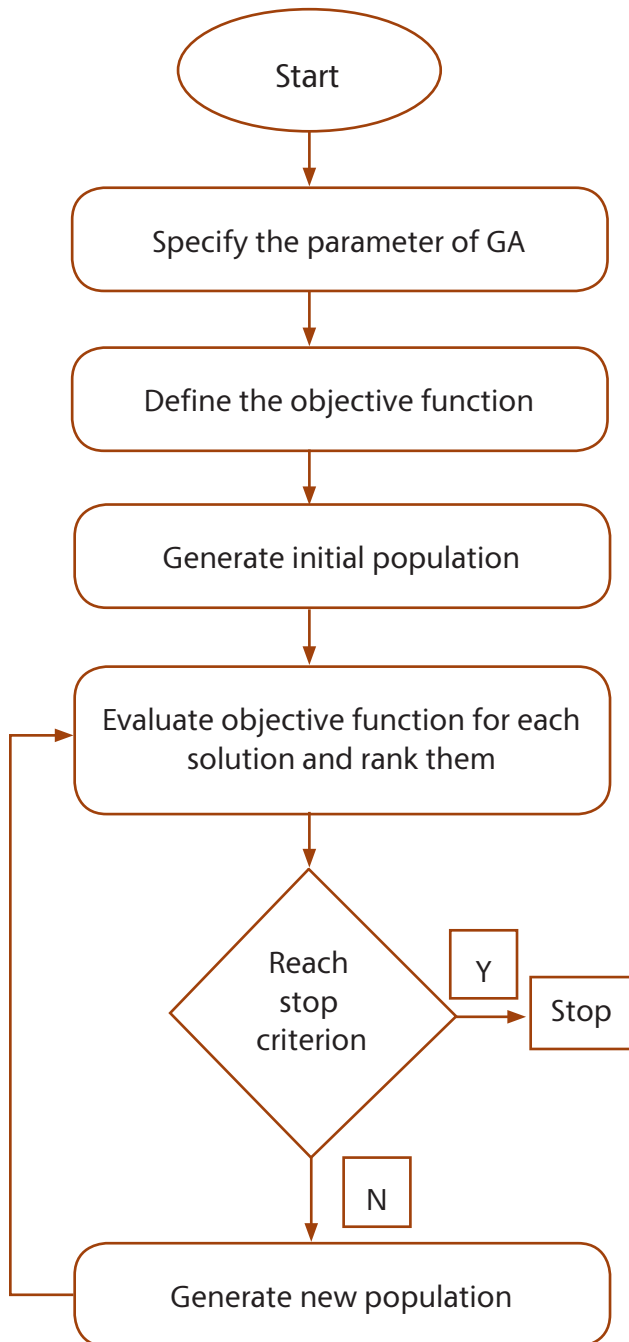 Start
Specify the parameter of GA
Define the objective function
Generate initial population
Evaluate objective function for each
solution and rank them
Reach
stop
criterion
Y
Stop
N
Generate new population